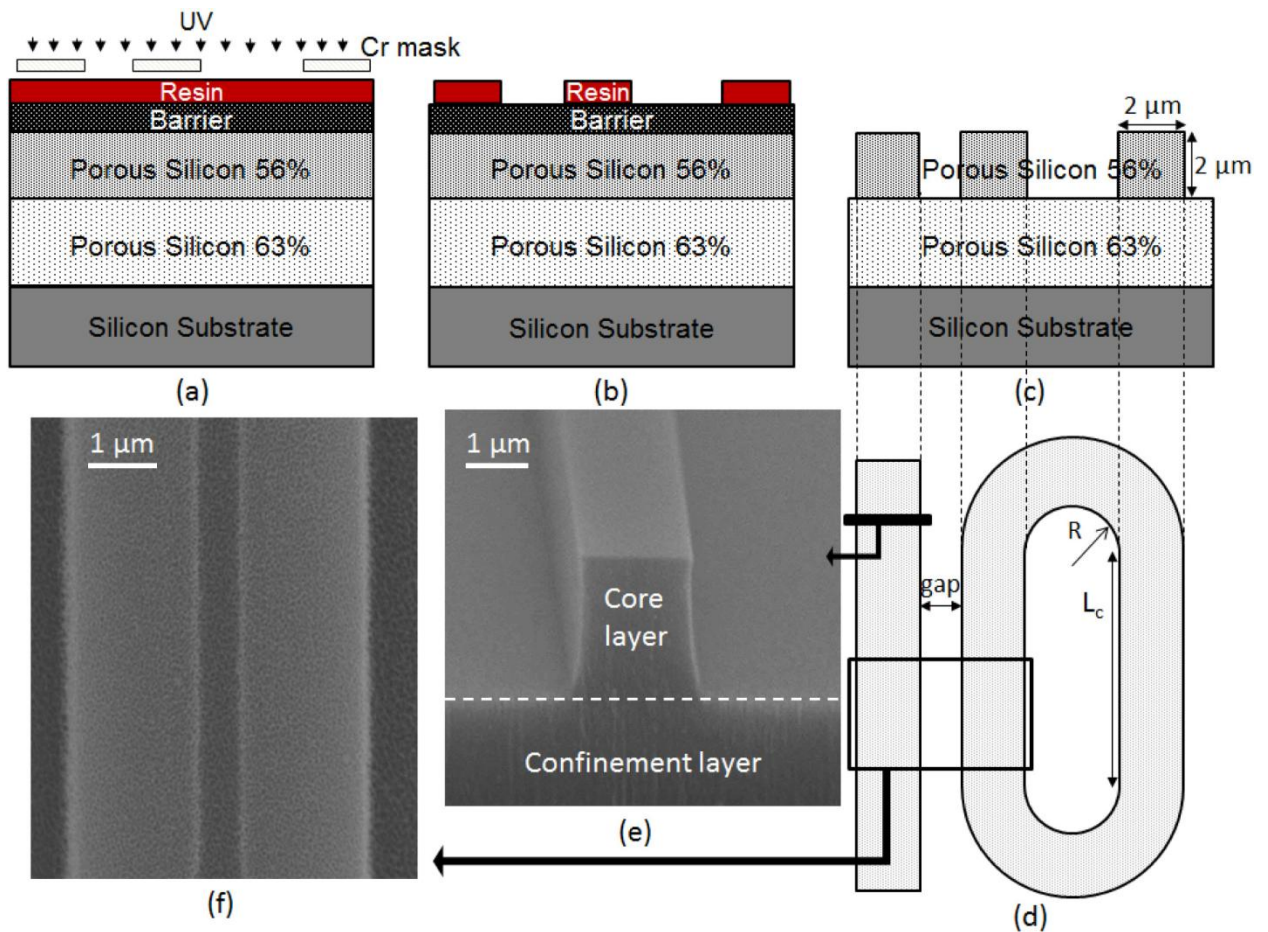 UV
Cr mask
Resin
Barrier
Porous Silicon 56%
Porous Silicon 63%
Silicon Substrate
(a)
Resin
Barrier
Porous Silicon 56%
Porous Silicon 63%
Silicon Substrate
(b)
2 μm
Porous Silicon 56%
2 μm
Porous Silicon 63%
Silicon Substrate
(c)
1 μm
(f)
1 μm
Core
layer
Confinement layer
(e)
R
gap
Lc
(d)